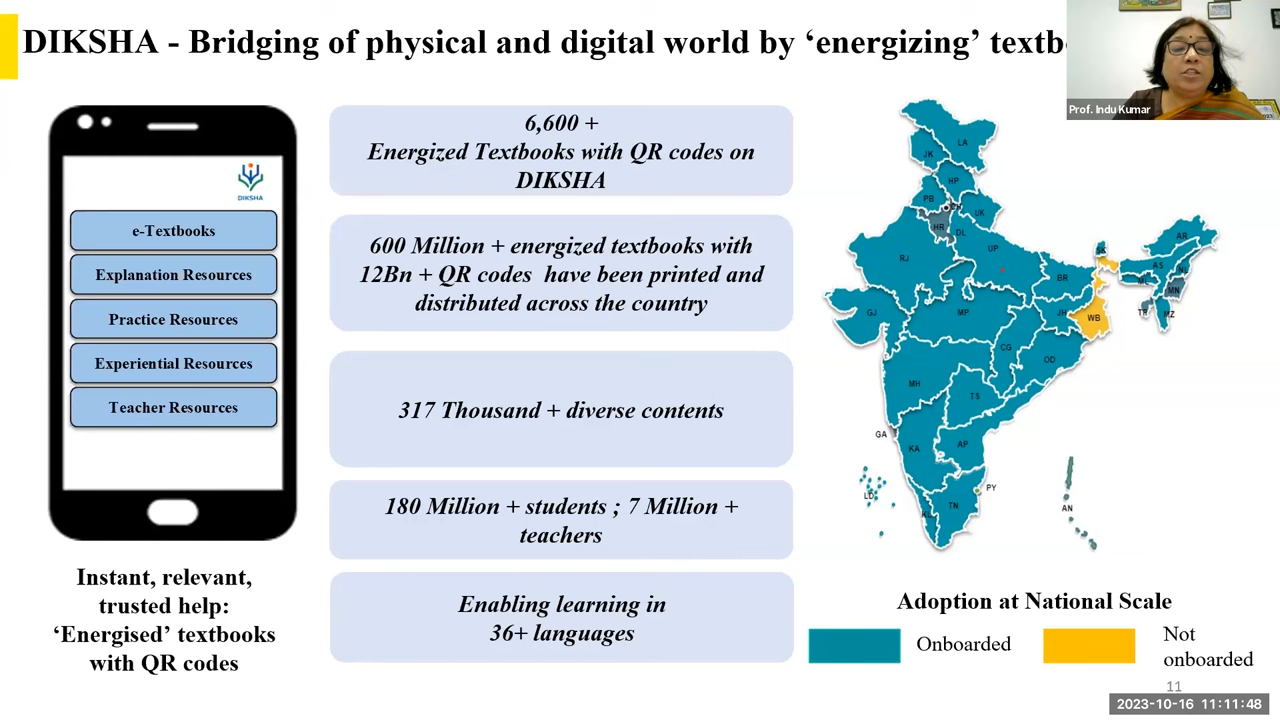 DIKSHA - Bridging of physical and digital world by ‘energizing’ textb
Prof. Indu Kumar
DIKSHA
e-Textbooks
Explanation Resources
Practice Resources
Experiential Resources
Teacher Resources
Instant, relevant,
trusted help:
‘Energised’ textbooks
with QR codes
6,600 +
Energized Textbooks with QR codes on
DIKSHA
600 Million + energized textbooks with
12Bn + QR codes have been printed and
distributed across the country
317 Thousand + diverse contents
180 Million + students ; 7 Million +
teachers
Enabling learning in
36+ languages
LA
JK
HP
PB
UK
HR
DL
UP
RJ
BR
AR
AS
NL
MN
TR
MZ
GJ
MP
JH
WB
CG
OD
MH
TS
GA
KA
AP
LD
PY
TN
KL
AN
Adoption at National Scale
Onboarded
Not
onboarded
11
2023-10-16 11:11:48